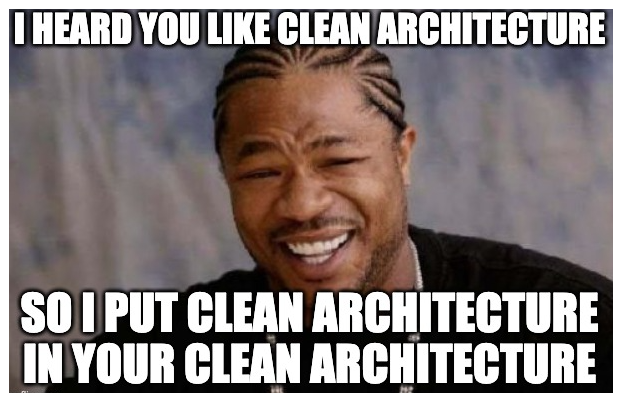 I HEARD YOU LIKE CLEAN ARCHITECTURE
SO I PUT CLEAN ARCHITECTURE
IN YOUR CLEAN ARCHITECTURE